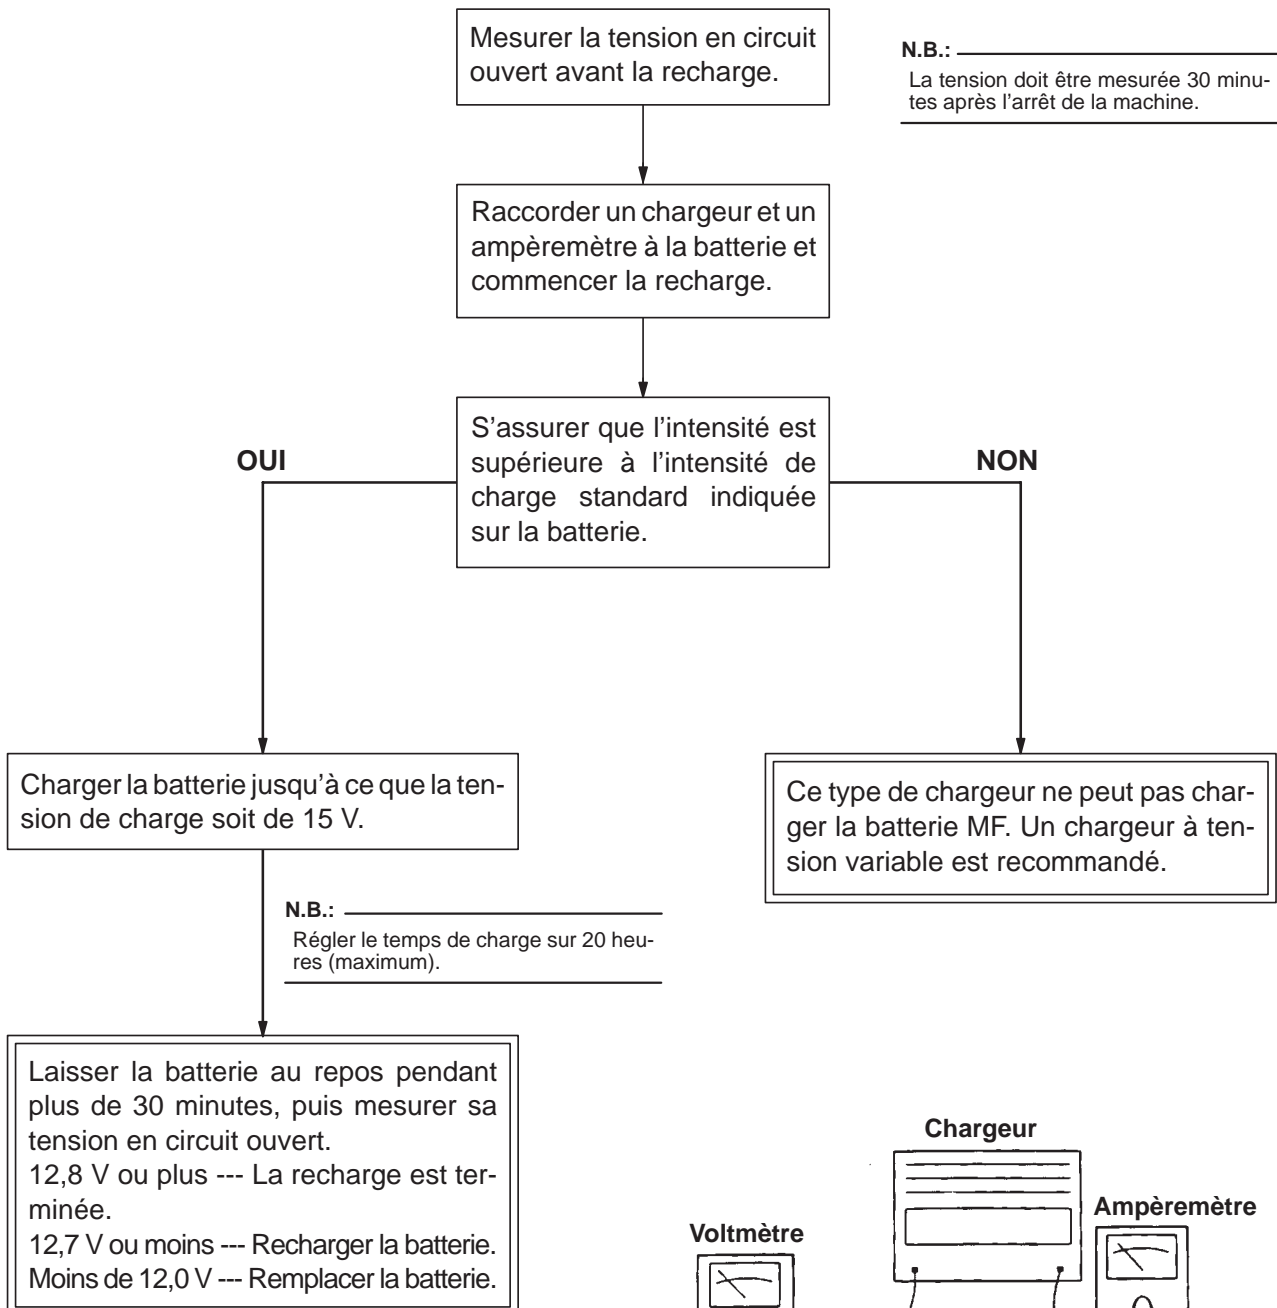 Mesurer la tension en circuit
ouvert avant la recharge.
N.B.:
La tension doit être mesurée 30 minu-
tes après l’arrêt de la machine.
Raccorder un chargeur et un
ampèremètre à la batterie et
commencer la recharge.
S’assurer que l’intensité est
supérieure à l’intensité de
charge standard indiquée
sur la batterie.
OUI
NON
Charger la batterie jusqu’à ce que la ten-
sion de charge soit de 15 V.
Ce type de chargeur ne peut pas char-
ger la batterie MF. Un chargeur à ten-
sion variable est recommandé.
N.B.:
Régler le temps de charge sur 20 heu-
res (maximum).
Laisser la batterie au repos pendant
plus de 30 minutes, puis mesurer sa
tension en circuit ouvert.
12,8 V ou plus --- La recharge est ter-
minée.
12,7 V ou moins --- Recharger la batterie.
Moins de 12,0 V --- Remplacer la batterie.
Chargeur
Ampèremètre
Voltmètre